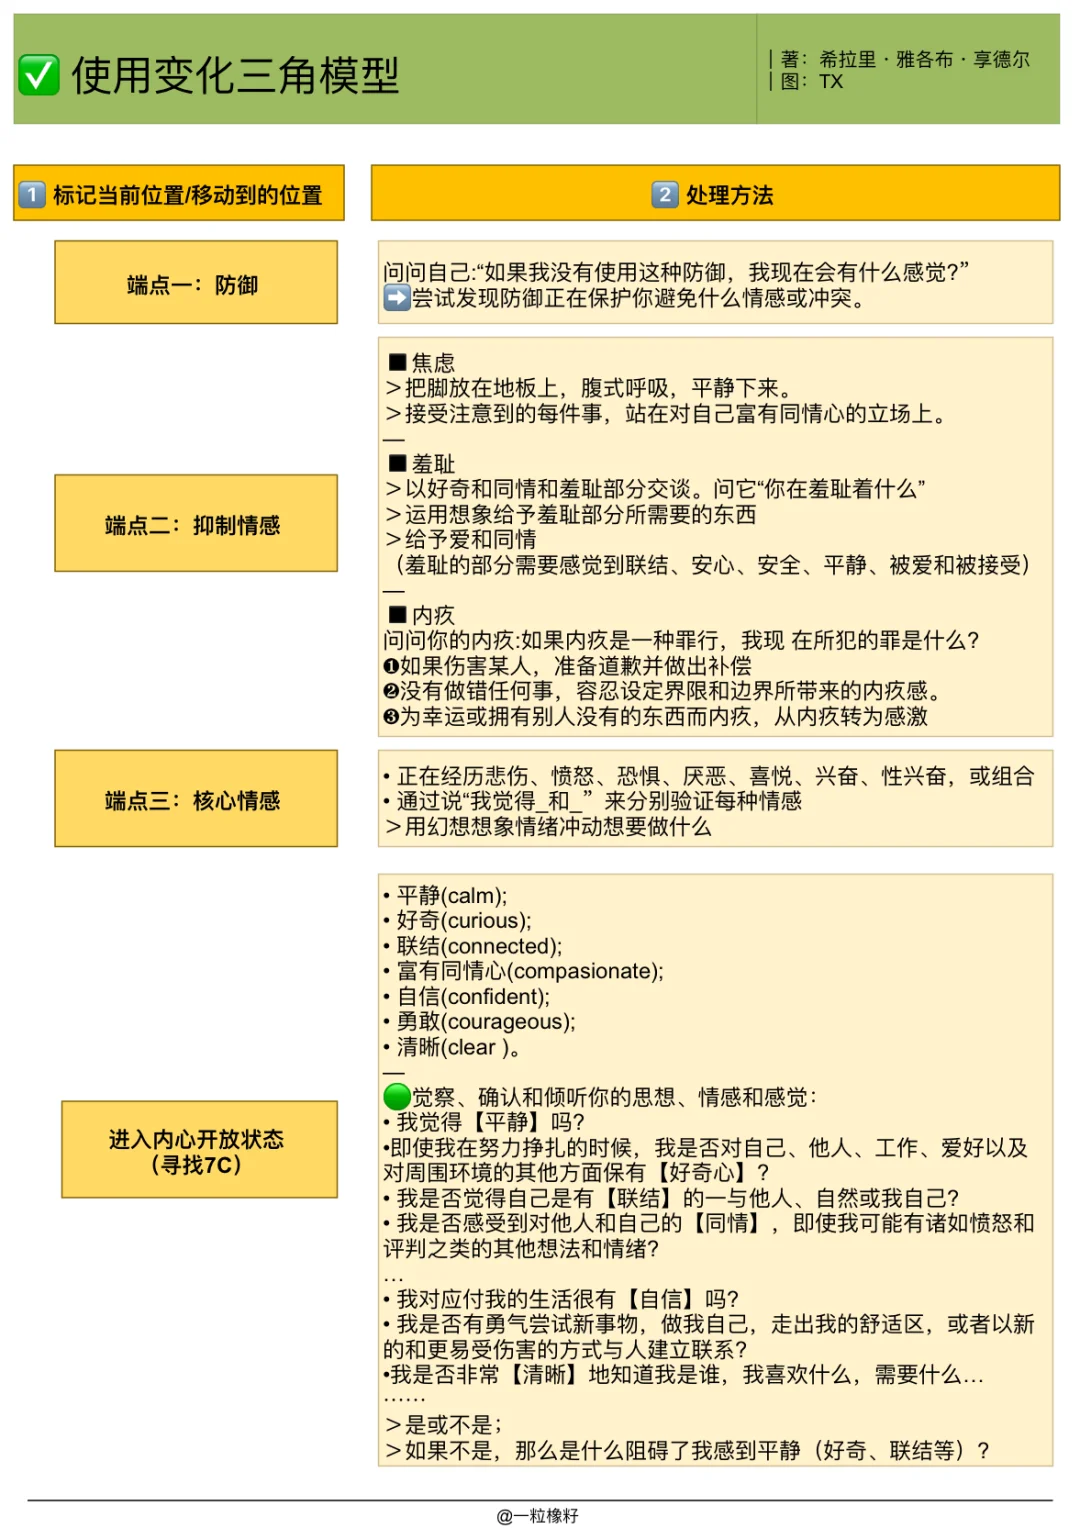 ✅ 使用变化三角模型
| 著：希拉里·雅各布·享德尔
| 图：TX
1 标记当前位置/移动到的位置
2 处理方法
端点一：防御
问问自己:“如果我没有使用这种防御，我现在会有什么感觉?”
➡尝试发现防御正在保护你避免什么情感或冲突。
端点二：抑制情感
■ 焦虑
＞把脚放在地板上，腹式呼吸，平静下来。
＞接受注意到的每件事，站在对自己富有同情心的立场上。
—
■ 羞耻
＞以好奇和同情和羞耻部分交谈。问它“你在羞耻着什么”
＞运用想象给予羞耻部分所需要的东西
＞给予爱和同情
（羞耻的部分需要感觉到联结、安心、安全、平静、被爱和被接受）
—
■ 内疚
问问你的内疚:如果内疚是一种罪行，我现 在所犯的罪是什么?
❶如果伤害某人，准备道歉并做出补偿
❷没有做错任何事，容忍设定界限和边界所带来的内疚感。
❸为幸运或拥有别人没有的东西而内疚，从内疚转为感激
端点三：核心情感
• 正在经历悲伤、愤怒、恐惧、厌恶、喜悦、兴奋、性兴奋，或组合
• 通过说“我觉得_和_”来分别验证每种情感
＞用幻想想象情绪冲动想要做什么
进入内心开放状态
（寻找7C）
• 平静(calm);
• 好奇(curious);
• 联结(connected);
• 富有同情心(compasionate);
• 自信(confident);
• 勇敢(courageous);
• 清晰(clear )。
—
🟢觉察、确认和倾听你的思想、情感和感觉：
• 我觉得【平静】吗?
•即使我在努力挣扎的时候，我是否对自己、他人、工作、爱好以及
对周围环境的其他方面保有【好奇心】?
• 我是否觉得自己是有【联结】的一与他人、自然或我自己?
• 我是否感受到对他人和自己的【同情】，即使我可能有诸如愤怒和
评判之类的其他想法和情绪?
…
• 我对应付我的生活很有【自信】吗?
• 我是否有勇气尝试新事物，做我自己，走出我的舒适区，或者以新
的和更易受伤害的方式与人建立联系?
•我是否非常【清晰】地知道我是谁，我喜欢什么，需要什么…
……
＞是或不是；
＞如果不是，那么是什么阻碍了我感到平静（好奇、联结等）?
@一粒橡籽